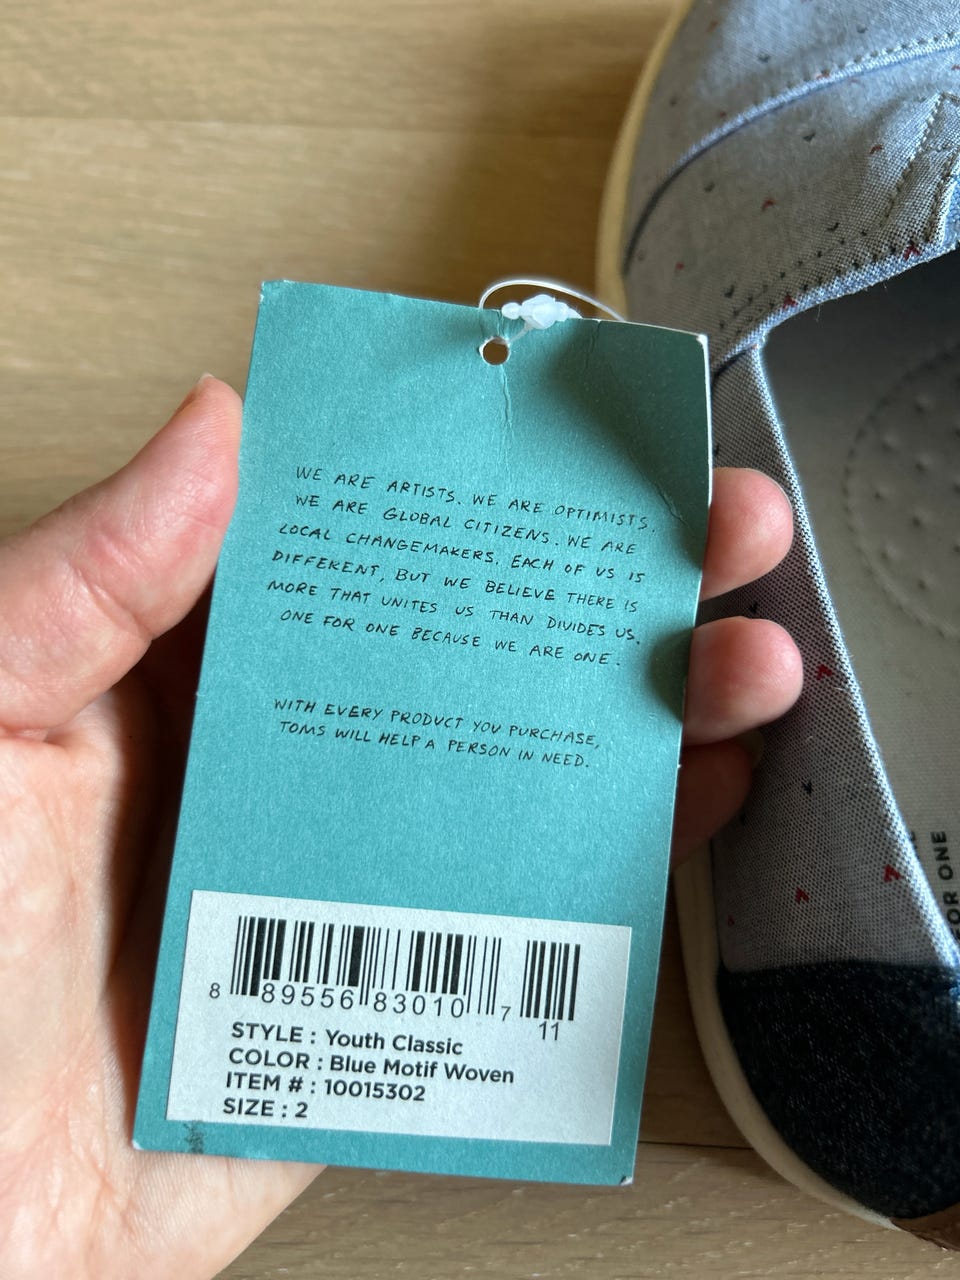 WE ARE ARTISTS. WE ARE OPTIMISTS.
WE ARE GLOBAL CITIZENS. WE ARE
LOCAL CHANGEMAKERS. EACH OF US IS
DIFFERENT, BUT WE BELIEVE THERE IS
MORE THAT UNITES US THAN DIVIDES US.
ONE FOR ONE BECAUSE WE ARE ONE.
WITH EVERY PRODUCT YOU PURCHASE,
TOMS WILL HELP A PERSON IN NEED.
8 89556 83010 7 11
STYLE : Youth Classic
COLOR : Blue Motif Woven
ITEM # : 10015302
SIZE : 2
FOR ONE